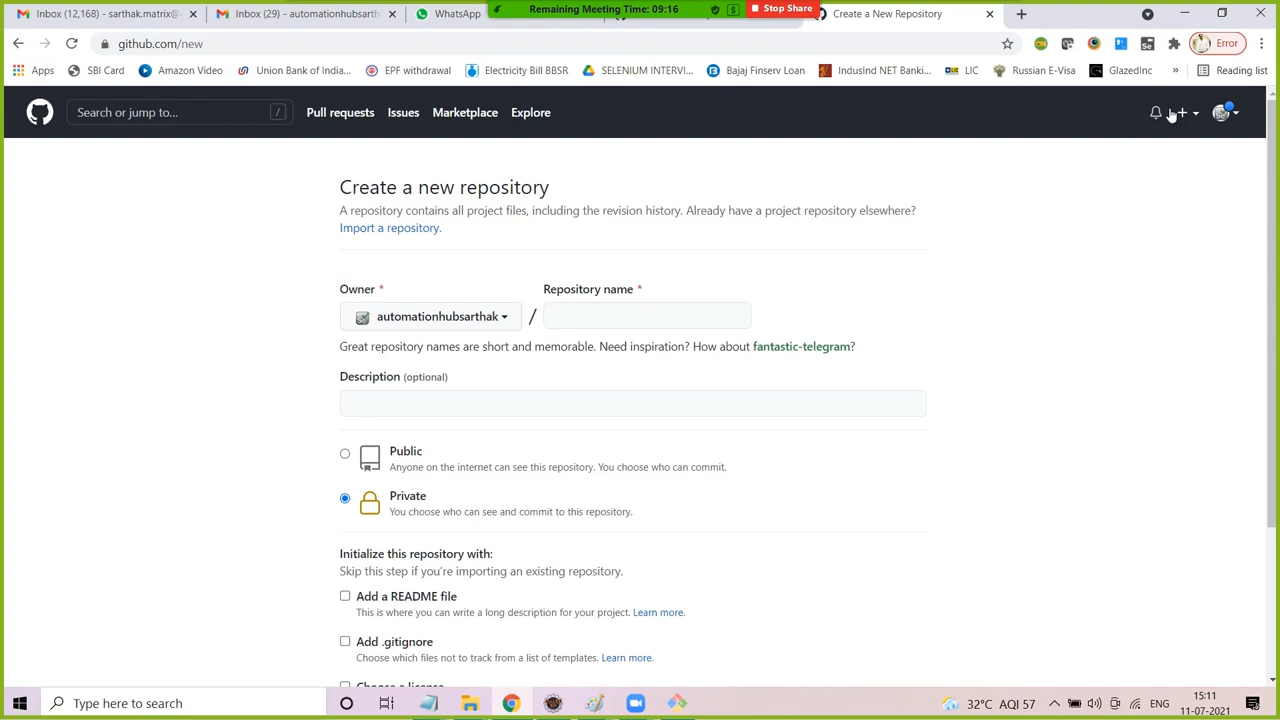 Inbox (12,168) - sarthak.matrix@
Inbox (29) - automationhubsarth
WhatsApp
Remaining Meeting Time: 09:16
Stop Share
Create a New Repository
github.com/new
Error
Apps
SBI Card
Amazon Video
Union Bank of India...
EPF withdrawal
Electricity Bill BBSR
SELENIUM INTERVI...
Bajaj Finserv Loan
IndusInd NET Banki...
LIC
Russian E-Visa
GlazedInc
»
Reading list
Search or jump to...
/
Pull requests
Issues
Marketplace
Explore
Create a new repository
A repository contains all project files, including the revision history. Already have a project repository elsewhere?
Import a repository.
Owner *
Repository name *
automationhubsarthak
/
Great repository names are short and memorable. Need inspiration? How about fantastic-telegram?
Description (optional)
Public
Anyone on the internet can see this repository. You choose who can commit.
Private
You choose who can see and commit to this repository.
Initialize this repository with:
Skip this step if you're importing an existing repository.
Add a README file
This is where you can write a long description for your project. Learn more.
Add .gitignore
Choose which files not to track from a list of templates. Learn more.
Choose a license
Type here to search
32°C AQI 57
ENG
15:11
11-07-2021